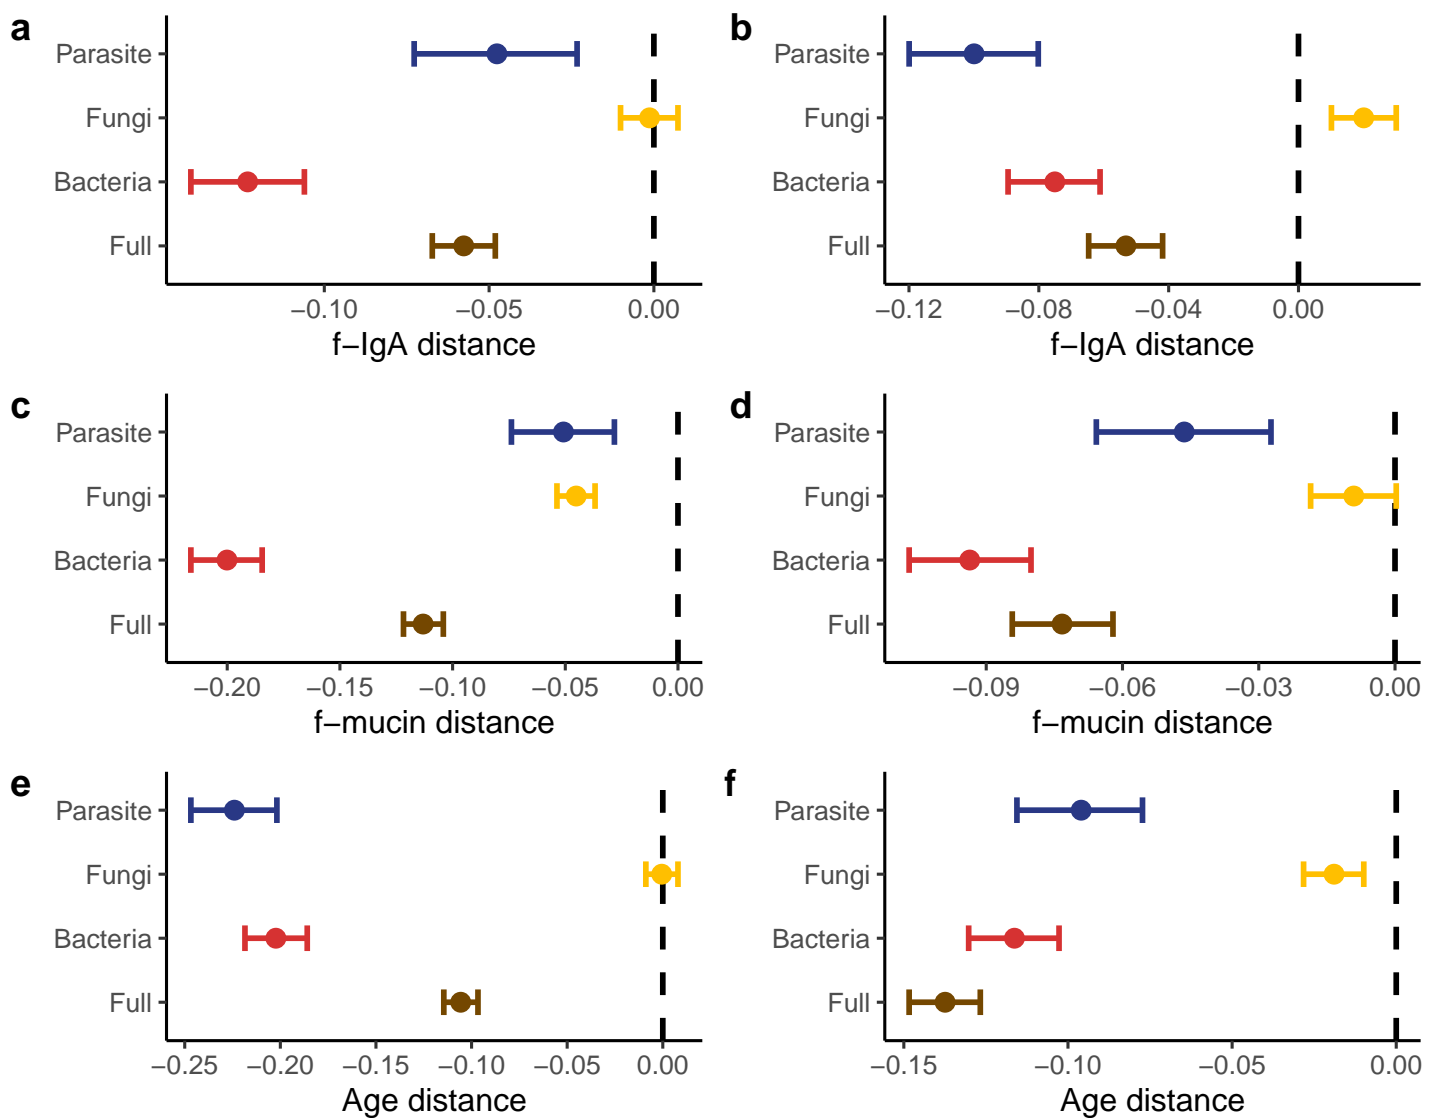 a
Parasite
Fungi
Bacteria
Full
−0.10 −0.05 0.00
f−IgA distance
b
Parasite
Fungi
Bacteria
Full
−0.12 −0.08 −0.04 0.00
f−IgA distance
c
Parasite
Fungi
Bacteria
Full
−0.20 −0.15 −0.10 −0.05 0.00
f−mucin distance
d
Parasite
Fungi
Bacteria
Full
−0.09 −0.06 −0.03 0.00
f−mucin distance
e
Parasite
Fungi
Bacteria
Full
−0.25 −0.20 −0.15 −0.10 −0.05 0.00
Age distance
f
Parasite
Fungi
Bacteria
Full
−0.15 −0.10 −0.05 0.00
Age distance